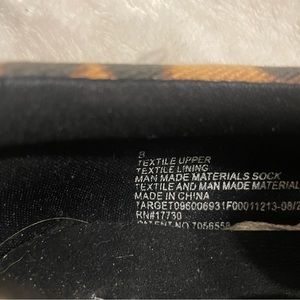 8
TEXTILE UPPER
TEXTILE LINING
MAN MADE MATERIALS SOCK
TEXTILE AND MAN MADE MATERIAL
MADE IN CHINA
TARGET096006931F00011213-08/2
RN#17730
PATENT NO 7056558